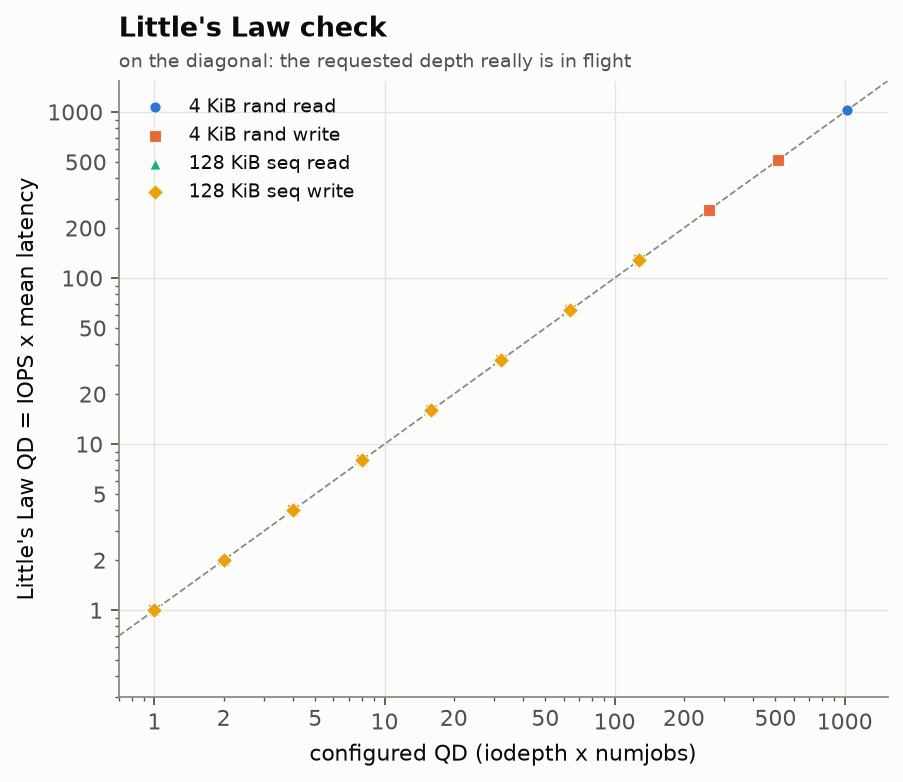 Little's Law check
on the diagonal: the requested depth really is in flight
4 KiB rand read
4 KiB rand write
128 KiB seq read
128 KiB seq write
Little's Law QD = IOPS x mean latency
1000
500
200
100
50
20
10
5
2
1
1 2 5 10 20 50 100 200 500 1000
configured QD (iodepth x numjobs)